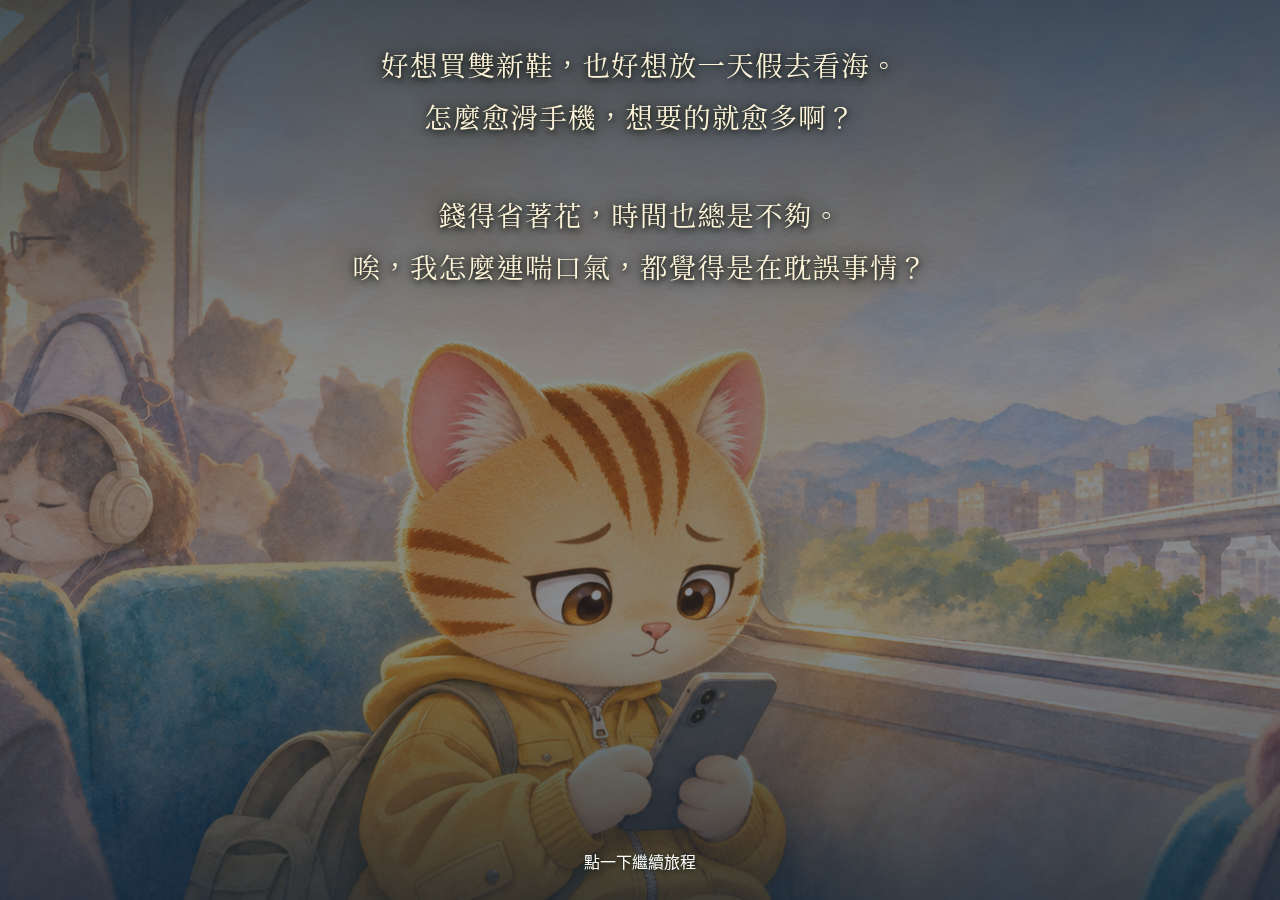 好想買雙新鞋，也好想放一天假去看海。
怎麼愈滑手機，想要的就愈多啊？
錢得省著花，時間也總是不夠。
唉，我怎麼連喘口氣，都覺得是在耽誤事情？
點一下繼續旅程